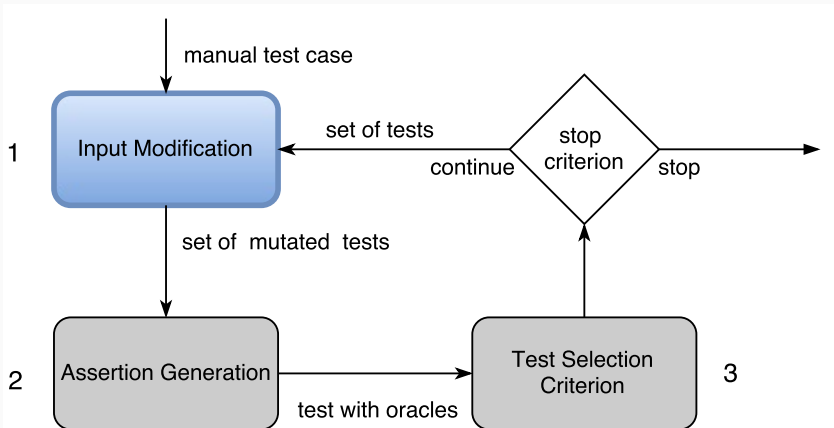 manual test case
1
Input Modification
set of tests
continue
stop
criterion
stop
set of mutated tests
2
Assertion Generation
test with oracles
Test Selection
Criterion
3